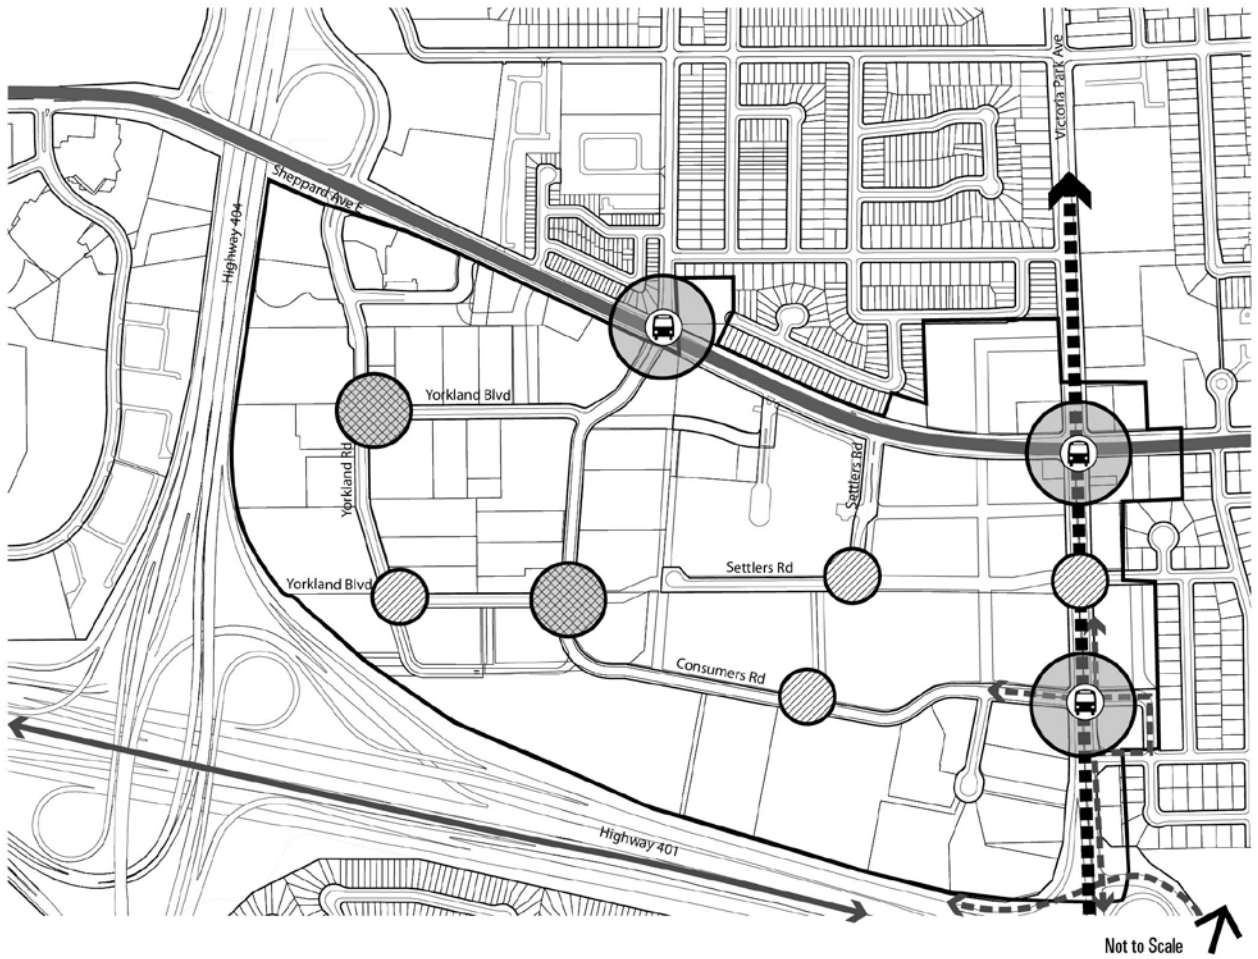 Victoria Park Ave
Sheppard Ave E
Highway 404
Yorkland Blvd
Yorkland Rd
Settlers Rd
Settlers Rd
Yorkland Blvd
Consumers Rd
Highway 401
Not to Scale